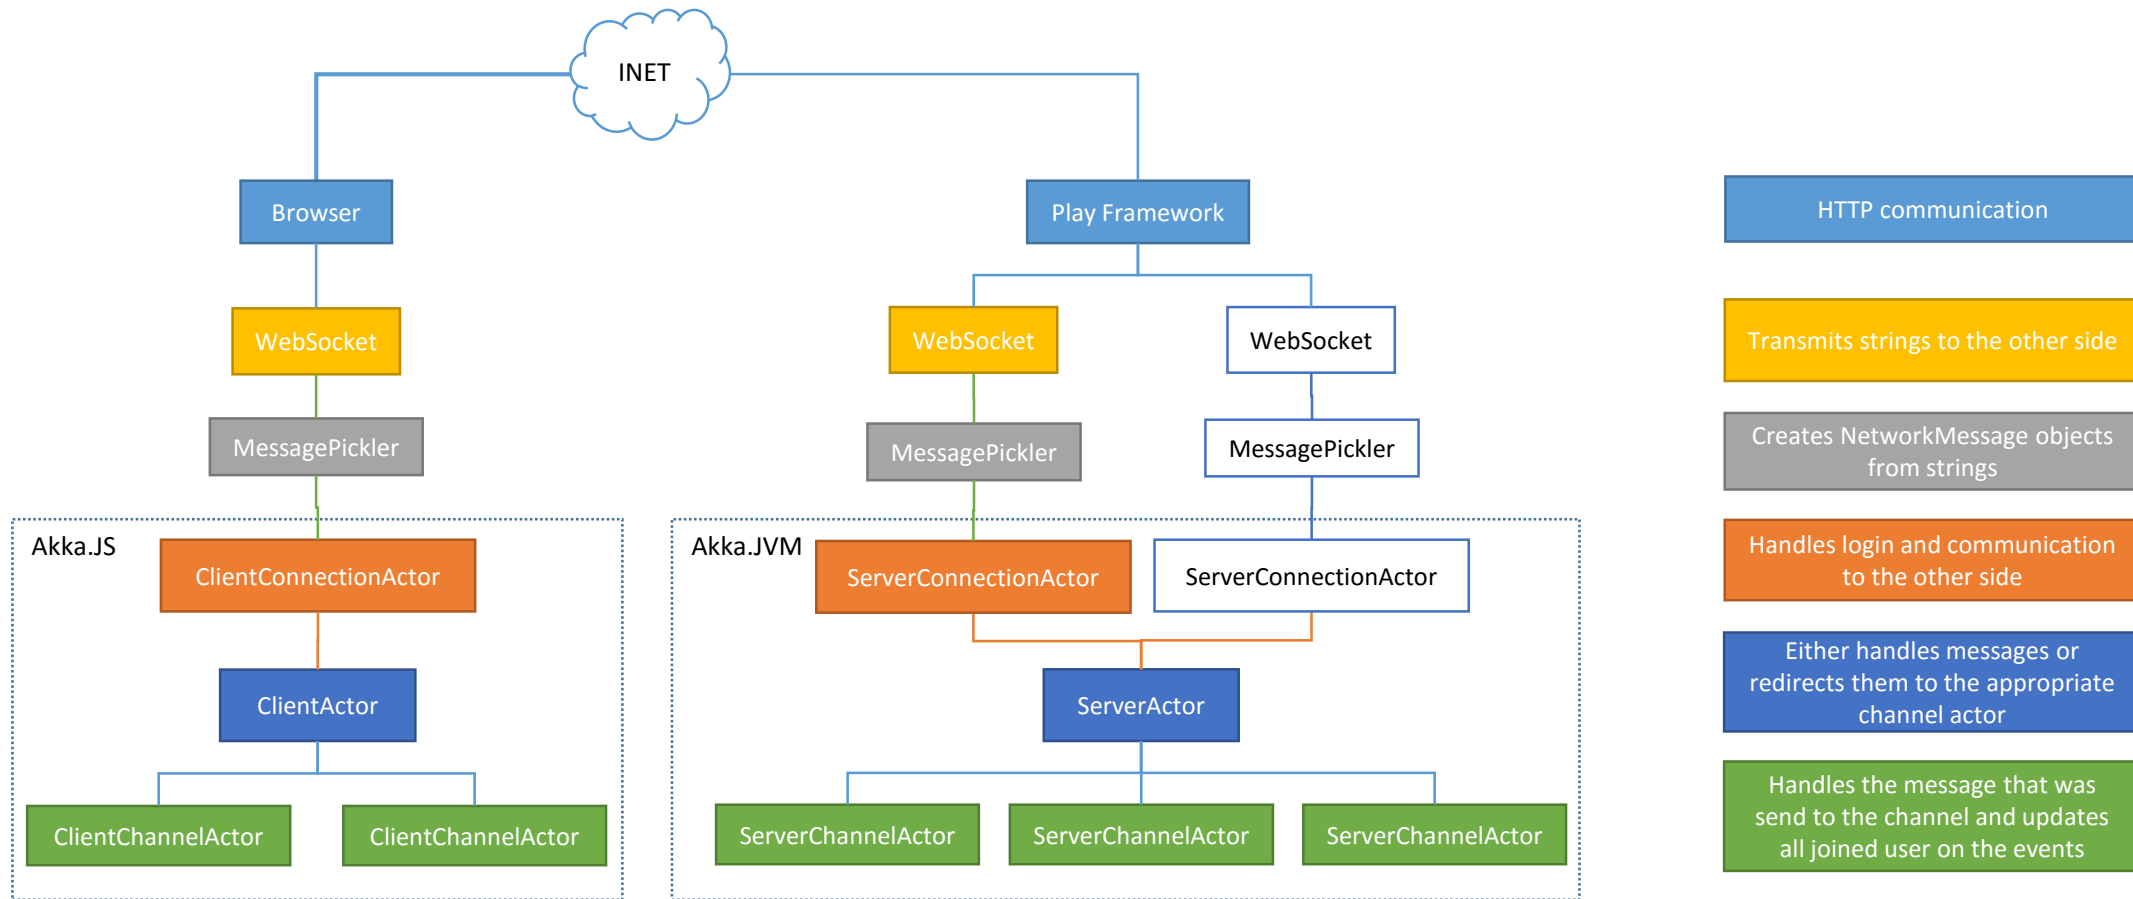 INET
Browser
Play Framework
HTTP communication
WebSocket
WebSocket
WebSocket
Transmits strings to the other side
MessagePickler
MessagePickler
MessagePickler
Creates NetworkMessage objects
from strings
Akka.JS
ClientConnectionActor
Akka.JVM
ServerConnectionActor
ServerConnectionActor
Handles login and communication
to the other side
ClientActor
ServerActor
Either handles messages or
redirects them to the appropriate
channel actor
ClientChannelActor
ClientChannelActor
ServerChannelActor
ServerChannelActor
ServerChannelActor
Handles the message that was
send to the channel and updates
all joined user on the events